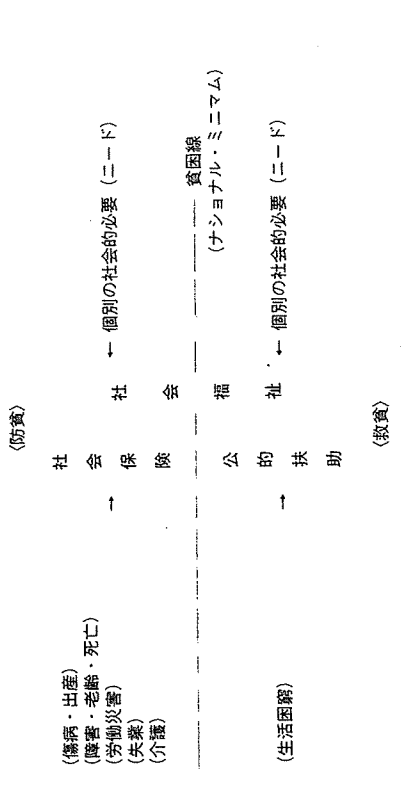 〈防貧〉
(傷病・出産)
(障害・老齢・死亡)
(労働災害)
(失業)
(介護)
→
社会保険
社会福祉
← 個別の社会的必要(ニード)
貧困線
(ナショナル・ミニマム)
(生活困窮)
→
公的扶助
← 個別の社会的必要(ニード)
〈救貧〉